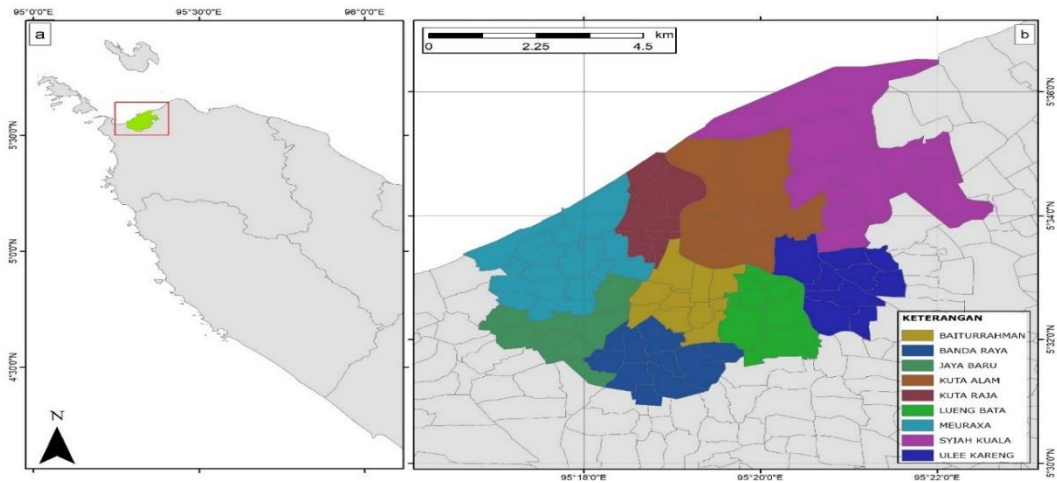 95°0'0"E
95°30'0"E
96°0'0"E
a
5°30'0"N
5°0'0"N
4°30'0"N
N
km
0
2.25
4.5
b
5°36'0"N
5°34'0"N
5°32'0"N
5°30'0"N
KETERANGAN
BAITURRAHMAN
BANDA RAYA
JAYA BARU
KUTA ALAM
KUTA RAJA
LUENG BATA
MEURAXA
SYIAH KUALA
ULEE KARENG
95°18'0"E
95°20'0"E
95°22'0"E